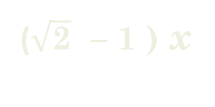 (√2 – 1) x